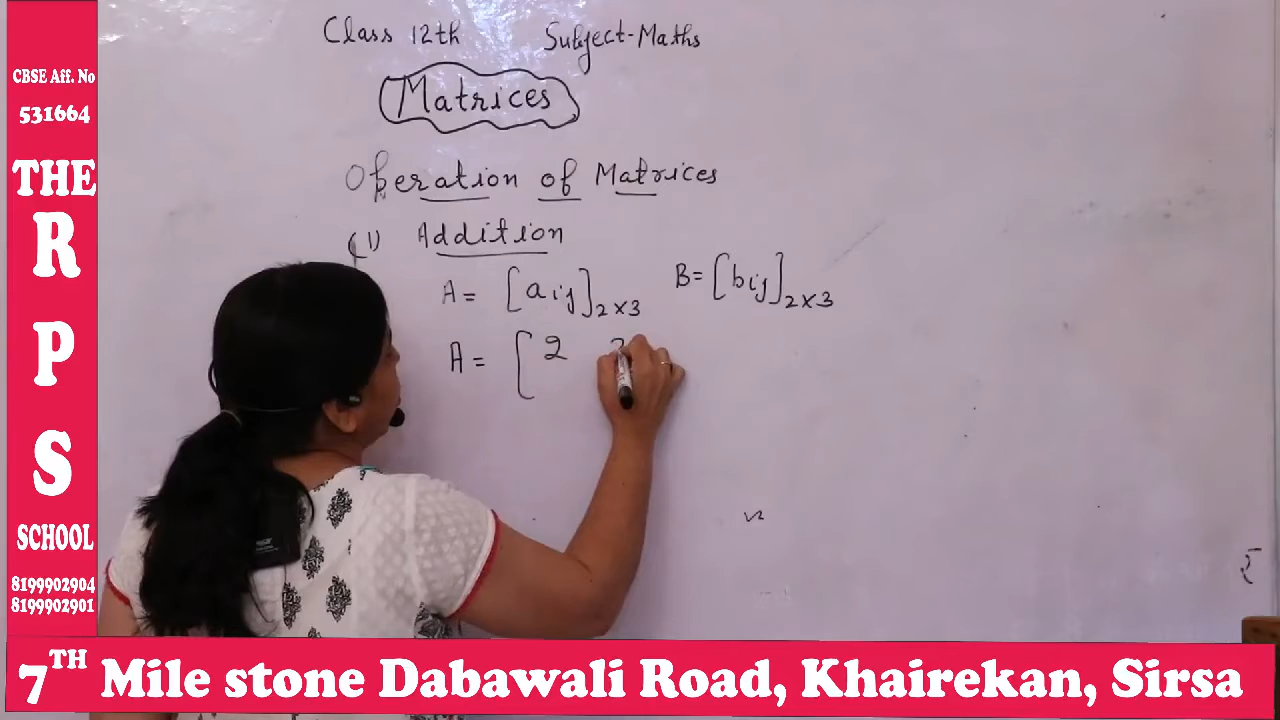 CBSE Aff. No
531664
THE
R
P
S
SCHOOL
8199902904
8199902901
Class 12th Subject-Maths
Matrices
Operation of Matrices
(1) Addition
A = [aij]2×3 B = [bij]2×3
A = [ 2
7TH Mile stone Dabawali Road, Khairekan, Sirsa